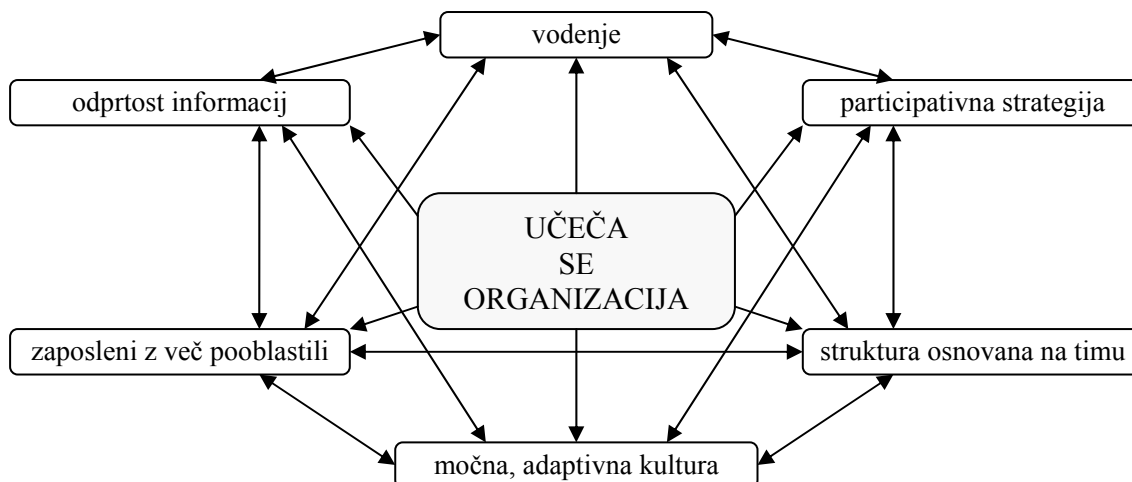 vodenje
odprtost informacij
participativna strategija
UČEČA
SE
ORGANIZACIJA
zaposleni z več pooblastili
struktura osnovana na timu
močna, adaptivna kultura